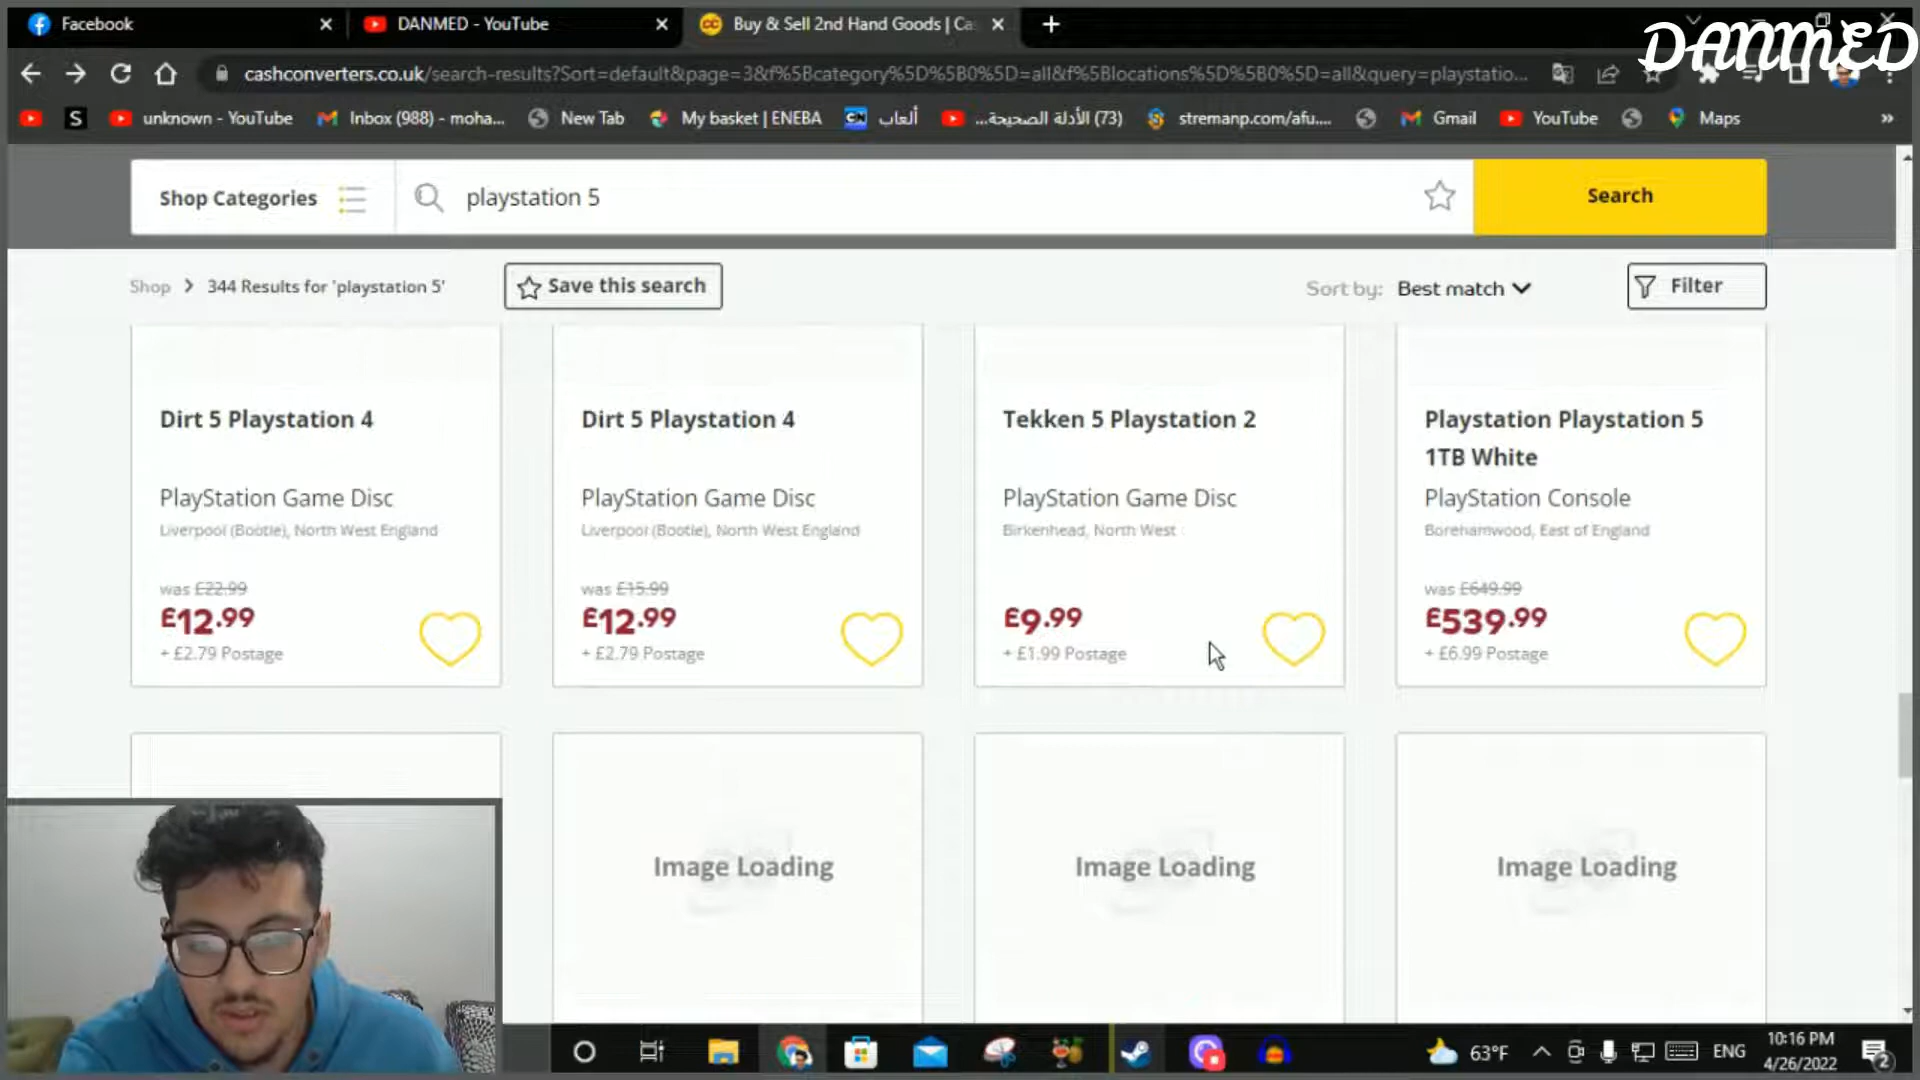 Facebook
DANMED - YouTube
Buy & Sell 2nd Hand Goods | Ca
DANMED
cashconverters.co.uk/search-results?Sort=default&page=3&f%5Bcategory%5D%5B0%5D=all&f%5Blocations%5D%5B0%5D=all&query=playstatio...
unknown - YouTube
Inbox (988) - moha...
New Tab
My basket | ENEBA
ألعاب
(73) الأدلة الصحيحة...
stremanp.com/afu....
Gmail
YouTube
Maps
»
Shop Categories
playstation 5
Search
Shop > 344 Results for 'playstation 5'
Save this search
Sort by: Best match
Filter
Dirt 5 Playstation 4
PlayStation Game Disc
Liverpool (Bootle), North West England
was £22.99
£12.99
+ £2.79 Postage
Dirt 5 Playstation 4
PlayStation Game Disc
Liverpool (Bootle), North West England
was £15.99
£12.99
+ £2.79 Postage
Tekken 5 Playstation 2
PlayStation Game Disc
Birkenhead, North West
£9.99
+ £1.99 Postage
Playstation Playstation 5
1TB White
PlayStation Console
Borehamwood, East of England
was £649.99
£539.99
+ £6.99 Postage
Image Loading
Image Loading
Image Loading
63°F
ENG
10:16 PM
4/26/2022
2